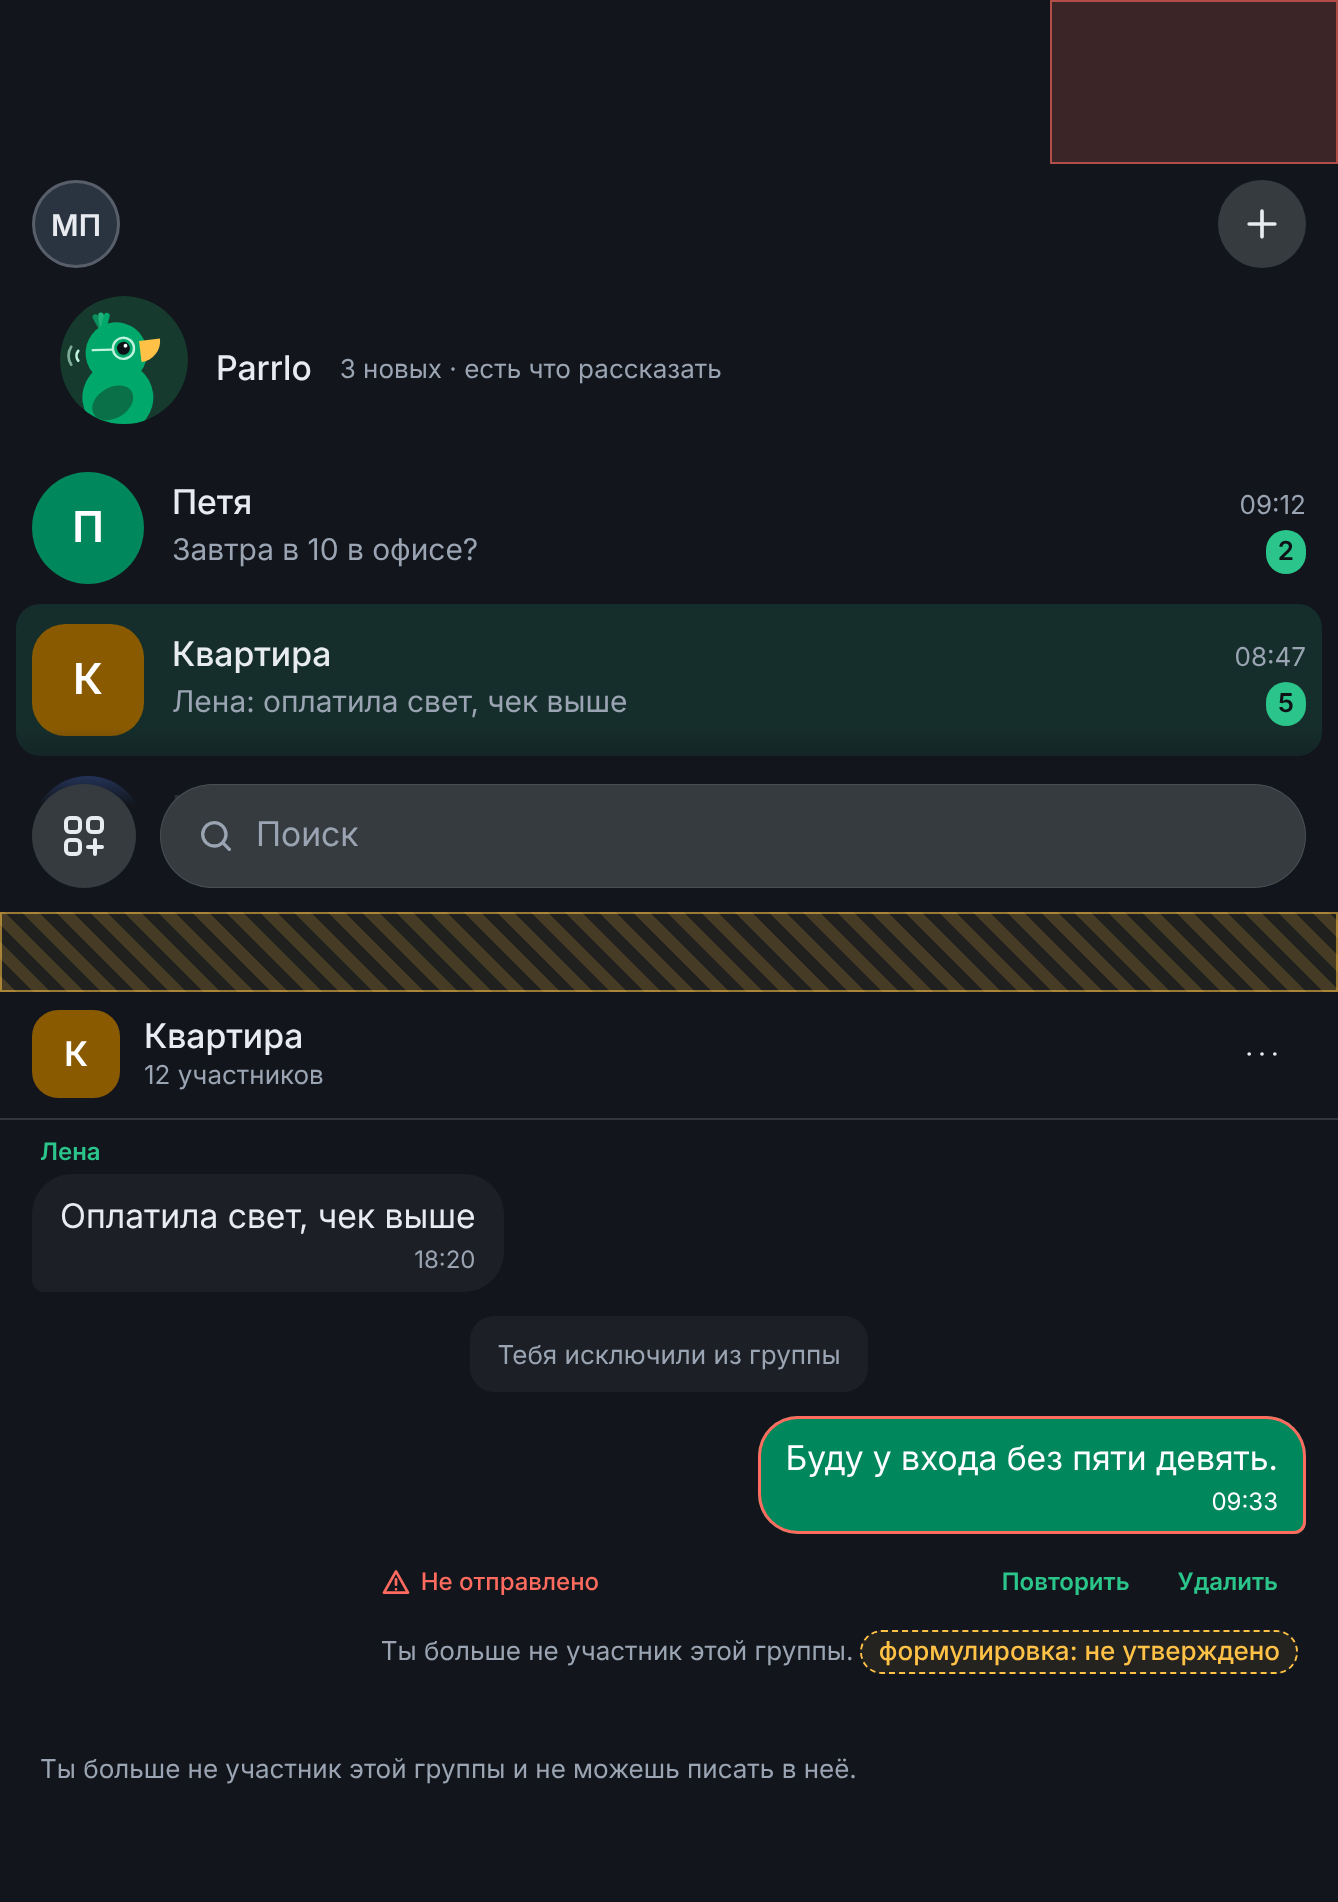 МП
Parrlo 3 новых · есть что рассказать
П
Петя 09:12
Завтра в 10 в офисе? 2
К
Квартира 08:47
Лена: оплатила свет, чек выше 5
Поиск
К
Квартира
12 участников
Лена
Оплатила свет, чек выше
18:20
Тебя исключили из группы
Буду у входа без пяти девять.
09:33
Не отправлено Повторить Удалить
Ты больше не участник этой группы. формулировка: не утверждено
Ты больше не участник этой группы и не можешь писать в неё.